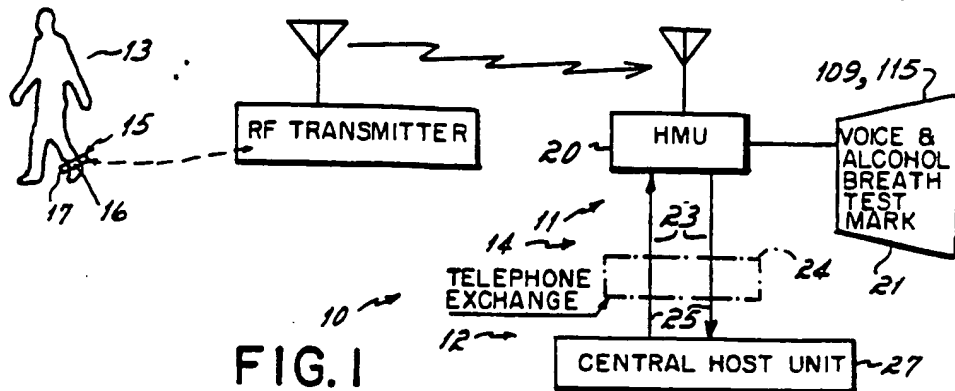 13
15
17
16
RF TRANSMITTER
HMU
20
109, 115
VOICE &
ALCOHOL
BREATH
TEST
MARK
21
11
23
14
24
TELEPHONE
EXCHANGE
25
10
12
FIG. 1
CENTRAL HOST UNIT
27